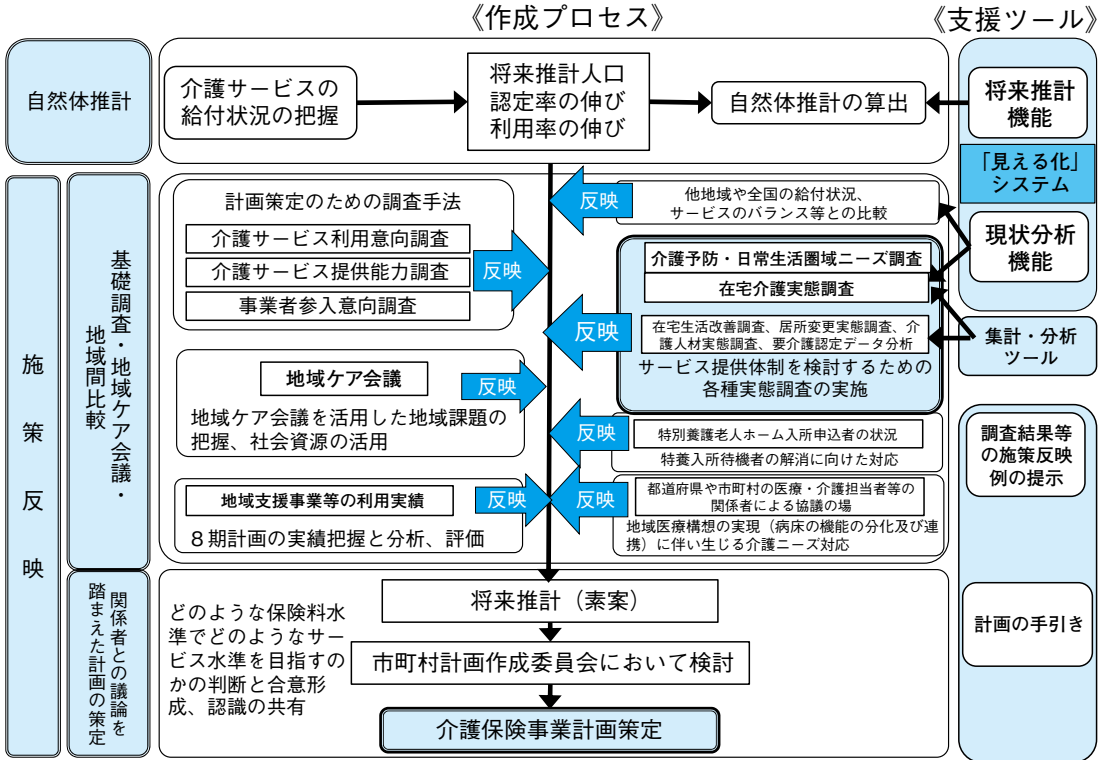 《作成プロセス》
《支援ツール》
自然体推計
介護サービスの
給付状況の把握
将来推計人口
認定率の伸び
利用率の伸び
自然体推計の算出
将来推計
機能
「見える化」
システム
現状分析
機能
集計・分析
ツール
調査結果等
の施策反映
例の提示
計画の手引き
施策反映
基礎調査・地域ケア会議・
地域間比較
計画策定のための調査手法
介護サービス利用意向調査
介護サービス提供能力調査
事業者参入意向調査
反映
反映
他地域や全国の給付状況、
サービスのバランス等との比較
介護予防・日常生活圏域ニーズ調査
在宅介護実態調査
反映
在宅生活改善調査、居所変更実態調査、介
護人材実態調査、要介護認定データ分析
サービス提供体制を検討するための
各種実態調査の実施
地域ケア会議
反映
地域ケア会議を活用した地域課題の
把握、社会資源の活用
反映
特別養護老人ホーム入所申込者の状況
特養入所待機者の解消に向けた対応
地域支援事業等の利用実績
反映
8期計画の実績把握と分析、評価
反映
都道府県や市町村の医療・介護担当者等の
関係者による協議の場
地域医療構想の実現（病床の機能の分化及び連
携）に伴い生じる介護ニーズ対応
関係者との議論を
踏まえた計画の策定
どのような保険料水
準でどのようなサー
ビス水準を目指すの
かの判断と合意形
成、認識の共有
将来推計（素案）
市町村計画作成委員会において検討
介護保険事業計画策定